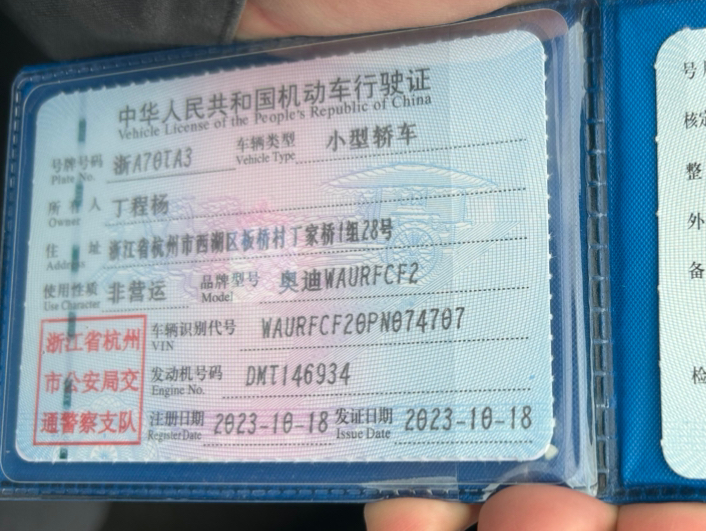 中华人民共和国机动车行驶证
Vehicle License of the People's Republic of China
号牌号码 浙A70TA3 车辆类型 小型轿车
Plate No. Vehicle Type
所有人 丁程杨
Owner
住址 浙江省杭州市西湖区板桥村丁家桥1组28号
Address
使用性质 非营运 品牌型号 奥迪WAURFCF2
Use Character Model
浙江省杭州
市公安局交
通警察支队
车辆识别代号 WAURFCF20PN074707
VIN
发动机号码 DMT146934
Engine No.
注册日期 2023-10-18 发证日期 2023-10-18
Register Date Issue Date
号
核定
整
外
备
检